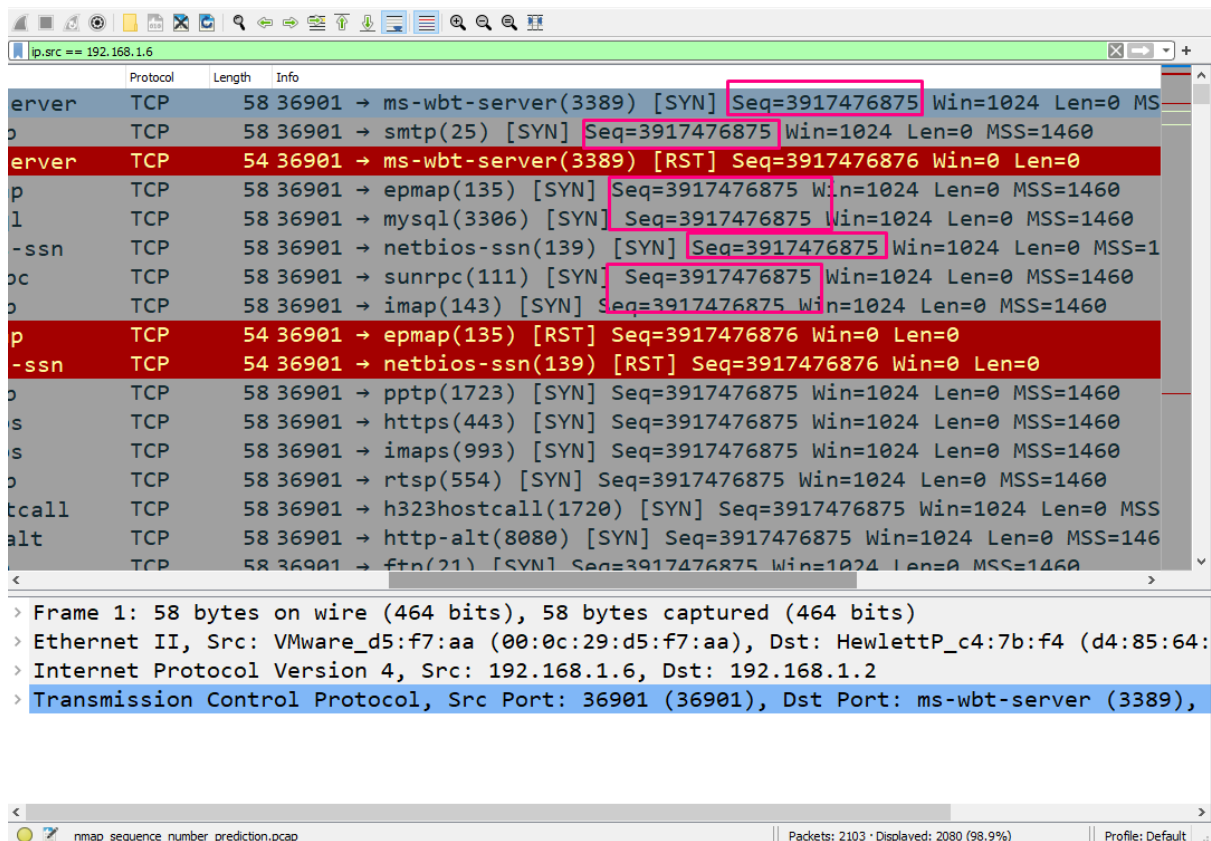 ip.src == 192.168.1.6
Protocol Length Info
erver TCP 58 36901 → ms-wbt-server(3389) [SYN] Seq=3917476875 Win=1024 Len=0 MS
p TCP 58 36901 → smtp(25) [SYN] Seq=3917476875 Win=1024 Len=0 MSS=1460
erver TCP 54 36901 → ms-wbt-server(3389) [RST] Seq=3917476876 Win=0 Len=0
p TCP 58 36901 → epmap(135) [SYN] Seq=3917476875 Win=1024 Len=0 MSS=1460
l TCP 58 36901 → mysql(3306) [SYN] Seq=3917476875 Win=1024 Len=0 MSS=1460
-ssn TCP 58 36901 → netbios-ssn(139) [SYN] Seq=3917476875 Win=1024 Len=0 MSS=1
pc TCP 58 36901 → sunrpc(111) [SYN] Seq=3917476875 Win=1024 Len=0 MSS=1460
p TCP 58 36901 → imap(143) [SYN] Seq=3917476875 Win=1024 Len=0 MSS=1460
p TCP 54 36901 → epmap(135) [RST] Seq=3917476876 Win=0 Len=0
-ssn TCP 54 36901 → netbios-ssn(139) [RST] Seq=3917476876 Win=0 Len=0
p TCP 58 36901 → pptp(1723) [SYN] Seq=3917476875 Win=1024 Len=0 MSS=1460
s TCP 58 36901 → https(443) [SYN] Seq=3917476875 Win=1024 Len=0 MSS=1460
s TCP 58 36901 → imaps(993) [SYN] Seq=3917476875 Win=1024 Len=0 MSS=1460
p TCP 58 36901 → rtsp(554) [SYN] Seq=3917476875 Win=1024 Len=0 MSS=1460
tcall TCP 58 36901 → h323hostcall(1720) [SYN] Seq=3917476875 Win=1024 Len=0 MSS
alt TCP 58 36901 → http-alt(8080) [SYN] Seq=3917476875 Win=1024 Len=0 MSS=146
TCP 58 36901 → ftp(21) [SYN] Seq=3917476875 Win=1024 Len=0 MSS=1460
Frame 1: 58 bytes on wire (464 bits), 58 bytes captured (464 bits)
Ethernet II, Src: VMware_d5:f7:aa (00:0c:29:d5:f7:aa), Dst: HewlettP_c4:7b:f4 (d4:85:64:
Internet Protocol Version 4, Src: 192.168.1.6, Dst: 192.168.1.2
Transmission Control Protocol, Src Port: 36901 (36901), Dst Port: ms-wbt-server (3389),
nmap_sequence_number_prediction.pcap Packets: 2103 · Displayed: 2080 (98.9%) Profile: Default